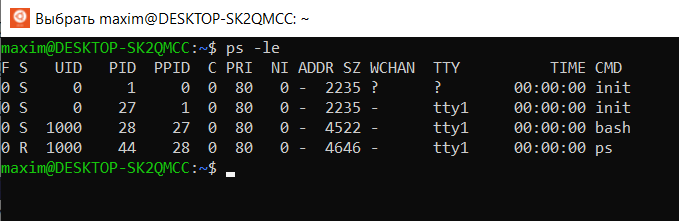 Выбрать maxim@DESKTOP-SK2QMCC: ~
maxim@DESKTOP-SK2QMCC:~$ ps -le
F S   UID   PID  PPID  C PRI  NI ADDR SZ WCHAN  TTY          TIME CMD
0 S     0     1     0  0  80   0 -  2235 ?      ?        00:00:00 init
0 S     0    27     1  0  80   0 -  2235 -      tty1     00:00:00 init
0 S  1000    28    27  0  80   0 -  4522 -      tty1     00:00:00 bash
0 R  1000    44    28  0  80   0 -  4646 -      tty1     00:00:00 ps
maxim@DESKTOP-SK2QMCC:~$